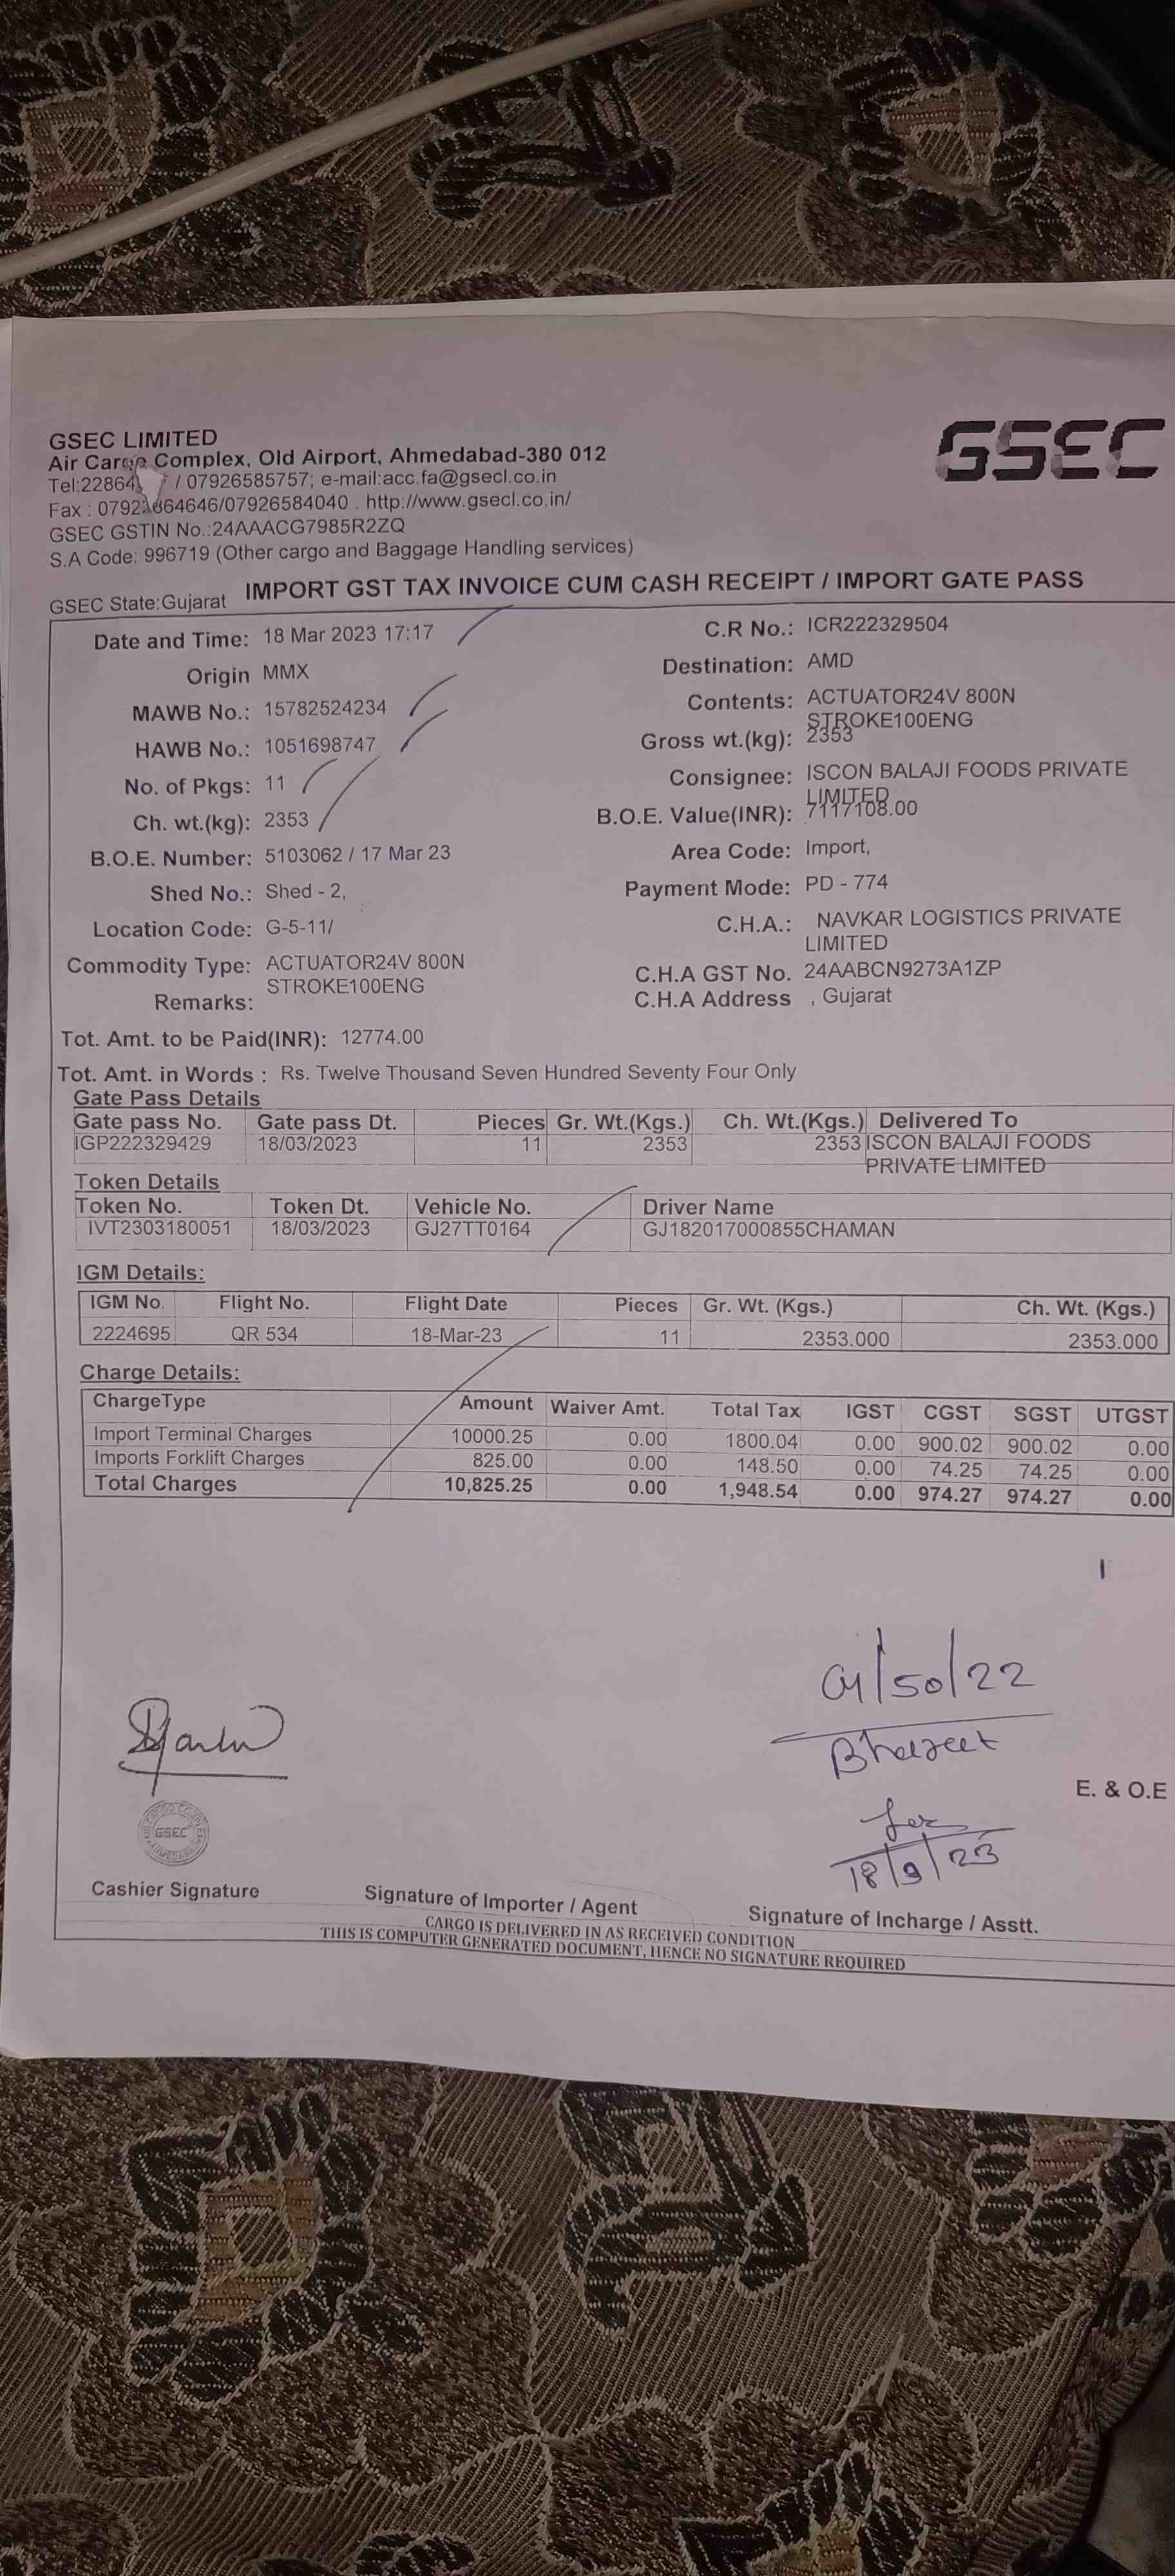 GSEC LIMITED
GSEC
Air Cargo Complex, Old Airport, Ahmedabad-380 012
Tel:22864 / 07926585757; e-mail:acc.fa@gsecl.co.in
Fax : 0792 864646/07926584040 . http://www.gsecl.co.in/
GSEC GSTIN No.:24AAACG7985R2ZQ
S.A Code: 996719 (Other cargo and Baggage Handling services)
GSEC State:Gujarat IMPORT GST TAX INVOICE CUM CASH RECEIPT / IMPORT GATE PASS
Date and Time: 18 Mar 2023 17:17 C.R No.: ICR222329504
Origin MMX Destination: AMD
MAWB No.: 15782524234 Contents: ACTUATOR24V 800N
STROKE100ENG
HAWB No.: 1051698747 Gross wt.(kg): 2353
No. of Pkgs: 11 Consignee: ISCON BALAJI FOODS PRIVATE
LIMITED
Ch. wt.(kg): 2353 B.O.E. Value(INR): 7117108.00
B.O.E. Number: 5103062 / 17 Mar 23 Area Code: Import,
Shed No.: Shed - 2, Payment Mode: PD - 774
Location Code: G-5-11/ C.H.A.: NAVKAR LOGISTICS PRIVATE
LIMITED
Commodity Type: ACTUATOR24V 800N C.H.A GST No. 24AABCN9273A1ZP
STROKE100ENG
Remarks: C.H.A Address , Gujarat
Tot. Amt. to be Paid(INR): 12774.00
Tot. Amt. in Words : Rs. Twelve Thousand Seven Hundred Seventy Four Only
Gate Pass Details
Gate pass No. Gate pass Dt. Pieces Gr. Wt.(Kgs.) Ch. Wt.(Kgs.) Delivered To
IGP222329429 18/03/2023 11 2353 2353 ISCON BALAJI FOODS
PRIVATE LIMITED
Token Details
Token No. Token Dt. Vehicle No. Driver Name
IVT2303180051 18/03/2023 GJ27TT0164 GJ182017000855CHAMAN
IGM Details:
IGM No. Flight No. Flight Date Pieces Gr. Wt. (Kgs.) Ch. Wt. (Kgs.)
2224695 QR 534 18-Mar-23 11 2353.000 2353.000
Charge Details:
ChargeType Amount Waiver Amt. Total Tax IGST CGST SGST UTGST
Import Terminal Charges 10000.25 0.00 1800.04 0.00 900.02 900.02 0.00
Imports Forklift Charges 825.00 0.00 148.50 0.00 74.25 74.25 0.00
Total Charges 10,825.25 0.00 1,948.54 0.00 974.27 974.27 0.00
/50/22
E. & O.E
GSEC
Cashier Signature Signature of Importer / Agent Signature of Incharge / Asstt.
CARGO IS DELIVERED IN AS RECEIVED CONDITION
THIS IS COMPUTER GENERATED DOCUMENT, HENCE NO SIGNATURE REQUIRED